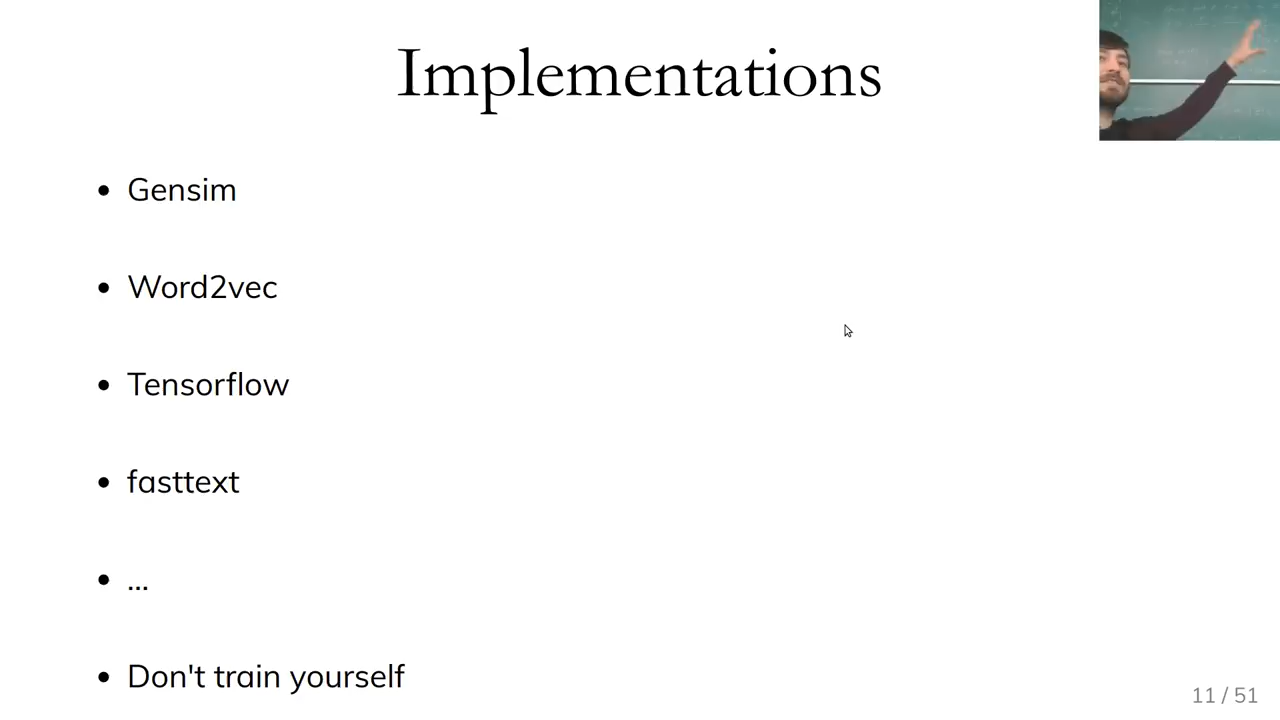 Implementations
• Gensim
• Word2vec
• Tensorflow
• fasttext
• ...
• Don't train yourself
11 / 51